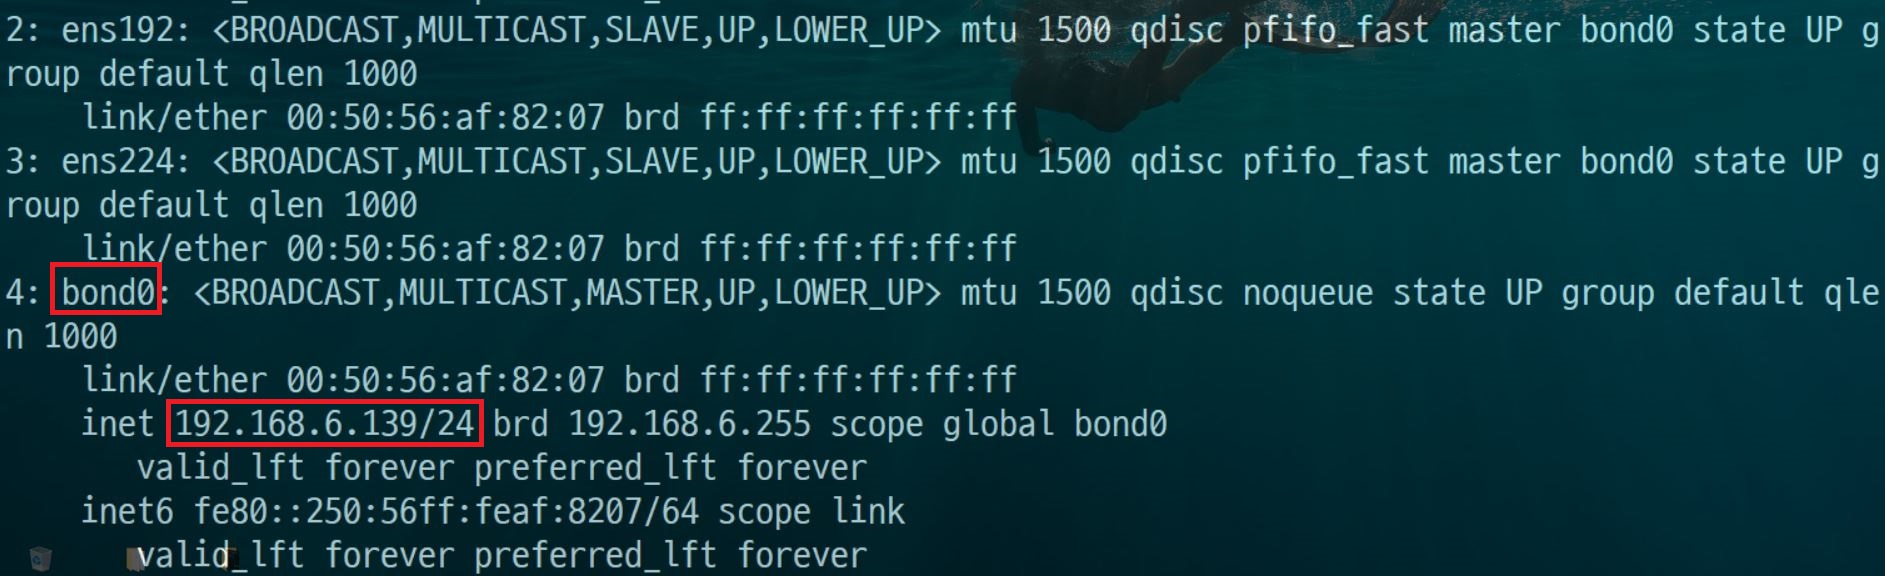 2: ens192: <BROADCAST,MULTICAST,SLAVE,UP,LOWER_UP> mtu 1500 qdisc pfifo_fast master bond0 state UP g
roup default qlen 1000
    link/ether 00:50:56:af:82:07 brd ff:ff:ff:ff:ff:ff
3: ens224: <BROADCAST,MULTICAST,SLAVE,UP,LOWER_UP> mtu 1500 qdisc pfifo_fast master bond0 state UP g
roup default qlen 1000
    link/ether 00:50:56:af:82:07 brd ff:ff:ff:ff:ff:ff
4: bond0: <BROADCAST,MULTICAST,MASTER,UP,LOWER_UP> mtu 1500 qdisc noqueue state UP group default qle
n 1000
    link/ether 00:50:56:af:82:07 brd ff:ff:ff:ff:ff:ff
    inet 192.168.6.139/24 brd 192.168.6.255 scope global bond0
       valid_lft forever preferred_lft forever
    inet6 fe80::250:56ff:feaf:8207/64 scope link
       valid_lft forever preferred_lft forever